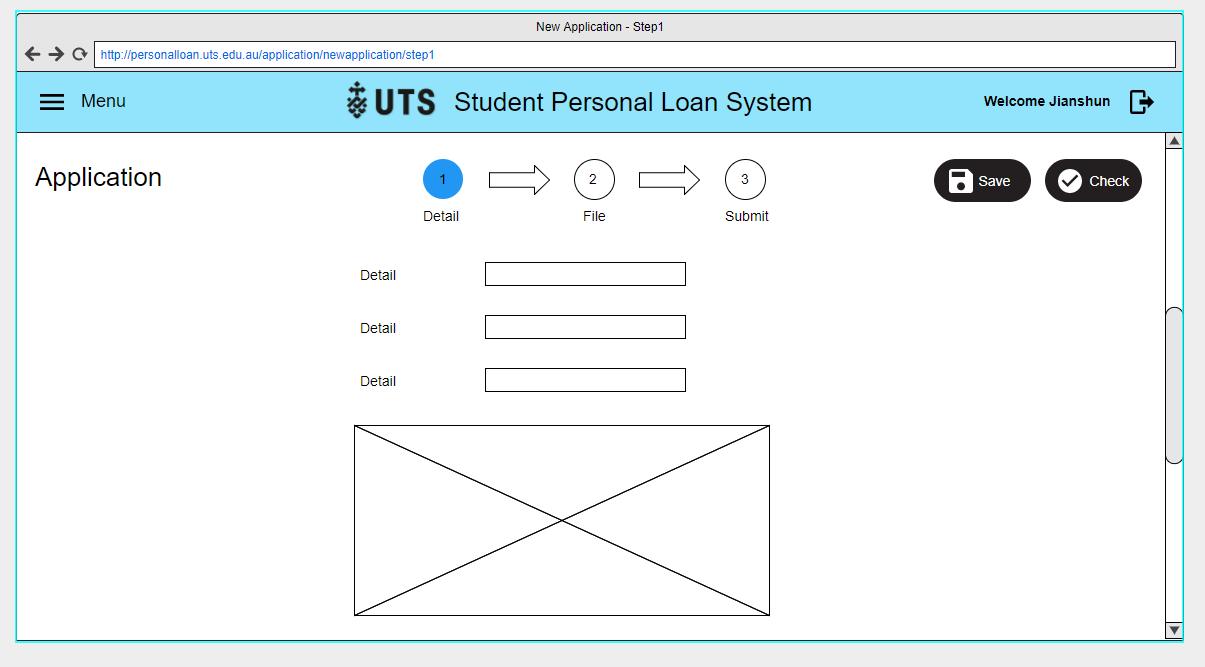 New Application - Step1
http://personalloan.uts.edu.au/application/newapplication/step1
Menu
UTS
Student Personal Loan System
Welcome Jianshun
Application
1
2
3
Save
Check
Detail
File
Submit
Detail
Detail
Detail